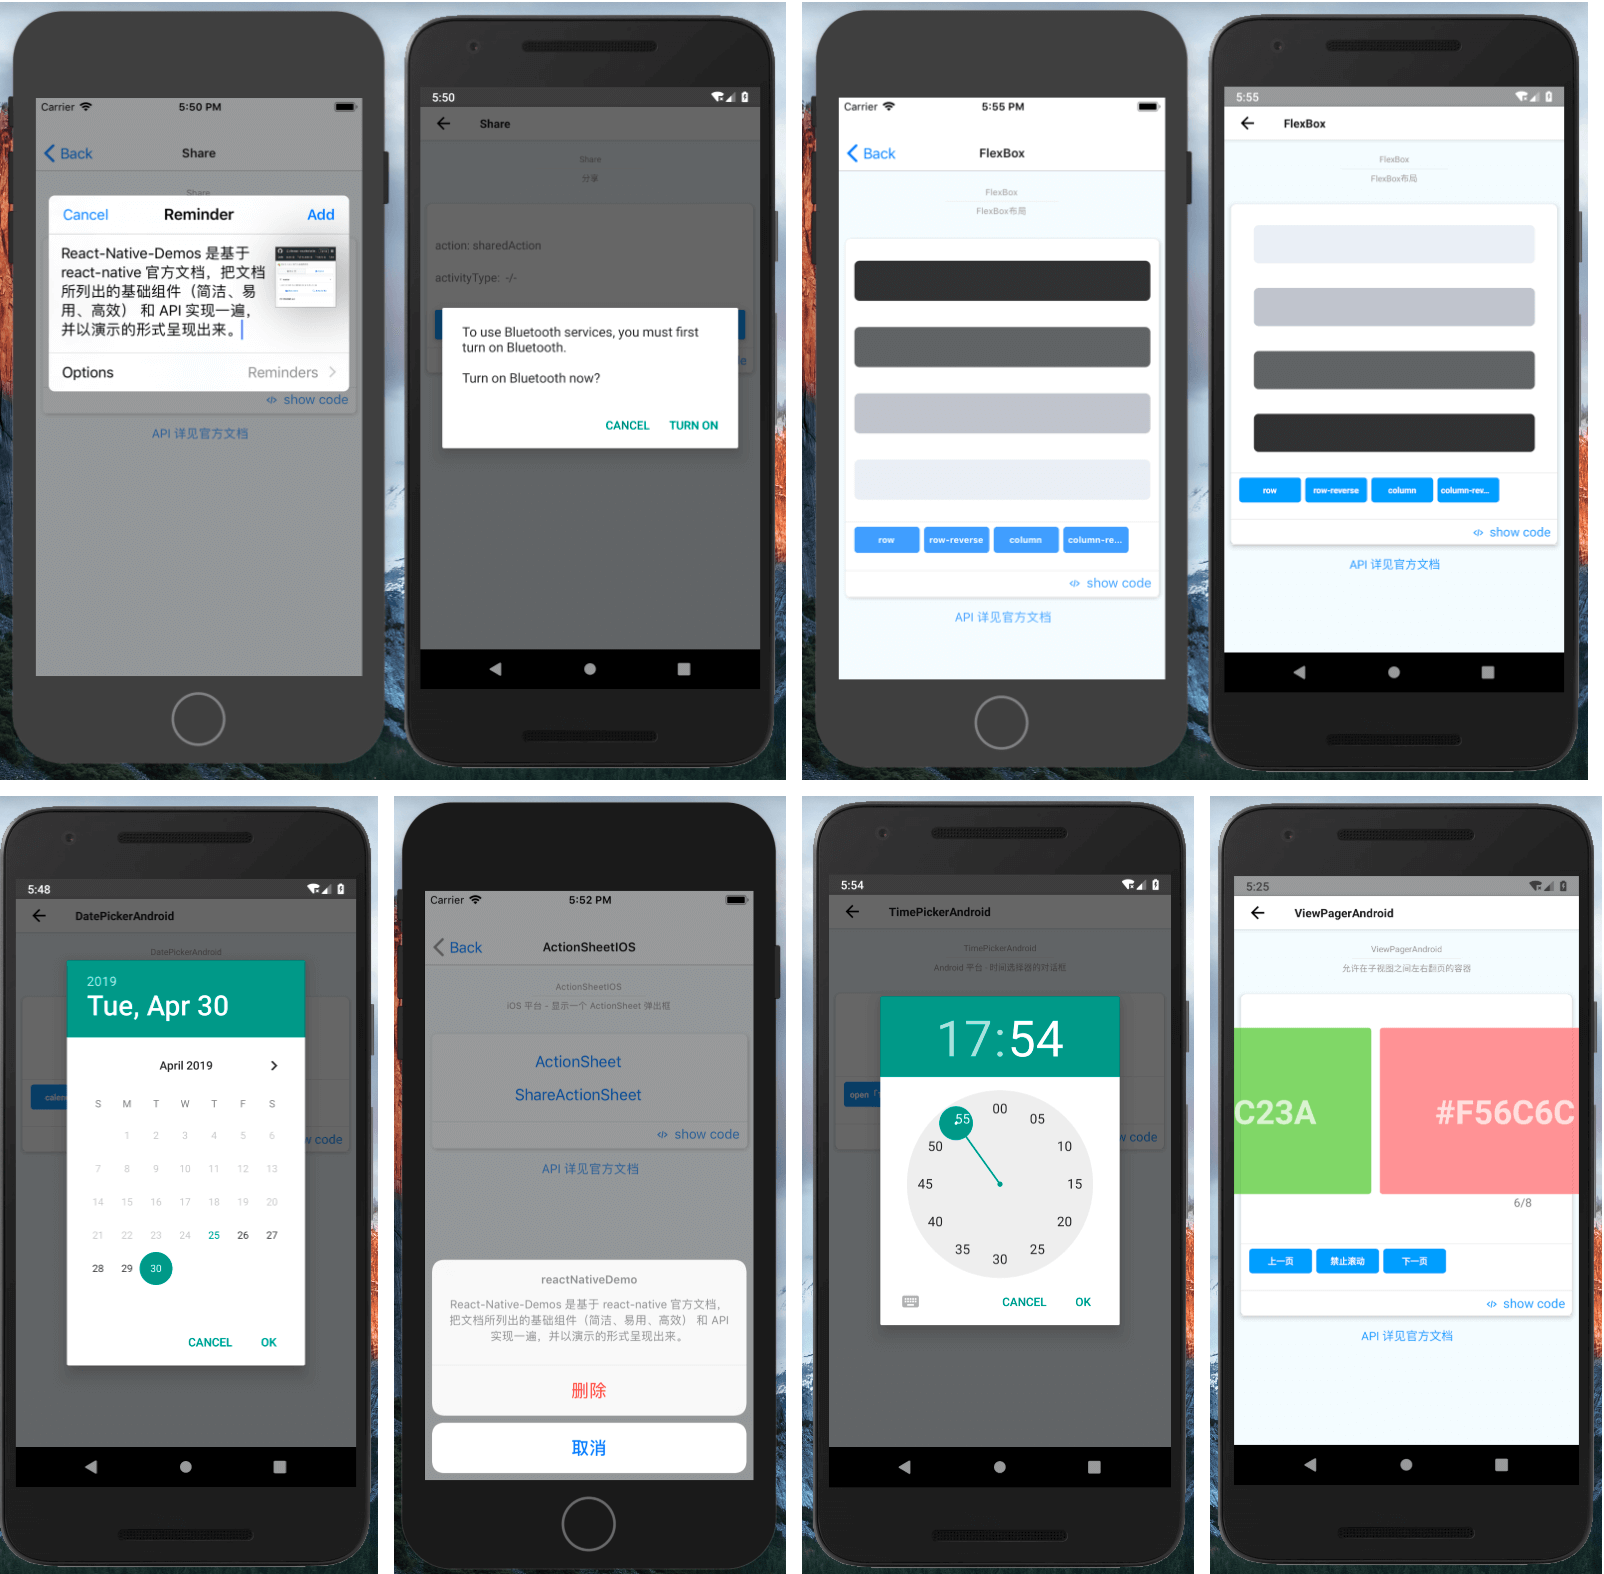 Carrier 5:50 PM
Back Share
Share
Cancel Reminder Add
React-Native-Demos 是基于
react-native 官方文档，把文档
所列出的基础组件（简洁、易
用、高效） 和 API 实现一遍，
并以演示的形式呈现出来。
Options Reminders
show code
API 详见官方文档
5:50
Share
Share
分享
action: sharedAction
activityType: -/-
To use Bluetooth services, you must first
turn on Bluetooth.
Turn on Bluetooth now?
CANCEL TURN ON
Carrier 5:55 PM
Back FlexBox
FlexBox
FlexBox布局
row row-reverse column column-re...
show code
API 详见官方文档
5:55
FlexBox
FlexBox
FlexBox布局
row row-reverse column column-rev...
show code
API 详见官方文档
5:48
DatePickerAndroid
DatePickerAndroid
2019
Tue, Apr 30
April 2019
S M T W T F S
1 2 3 4 5 6
7 8 9 10 11 12 13
14 15 16 17 18 19 20
21 22 23 24 25 26 27
28 29 30
CANCEL OK
calen
w code
Carrier 5:52 PM
Back ActionSheetIOS
ActionSheetIOS
iOS 平台 - 显示一个 ActionSheet 弹出框
ActionSheet
ShareActionSheet
show code
API 详见官方文档
reactNativeDemo
React-Native-Demos 是基于 react-native 官方文档，
把文档所列出的基础组件（简洁、易用、高效） 和 API
实现一遍，并以演示的形式呈现出来。
删除
取消
5:54
TimePickerAndroid
TimePickerAndroid
Android 平台 · 时间选择器的对话框
17:54
00
55 05
50 10
45 15
40 20
35 25
30
CANCEL OK
open
w code
5:25
ViewPagerAndroid
ViewPagerAndroid
允许在子视图之间左右翻页的容器
C23A #F56C6C
6/8
上一页 禁止滚动 下一页
show code
API 详见官方文档